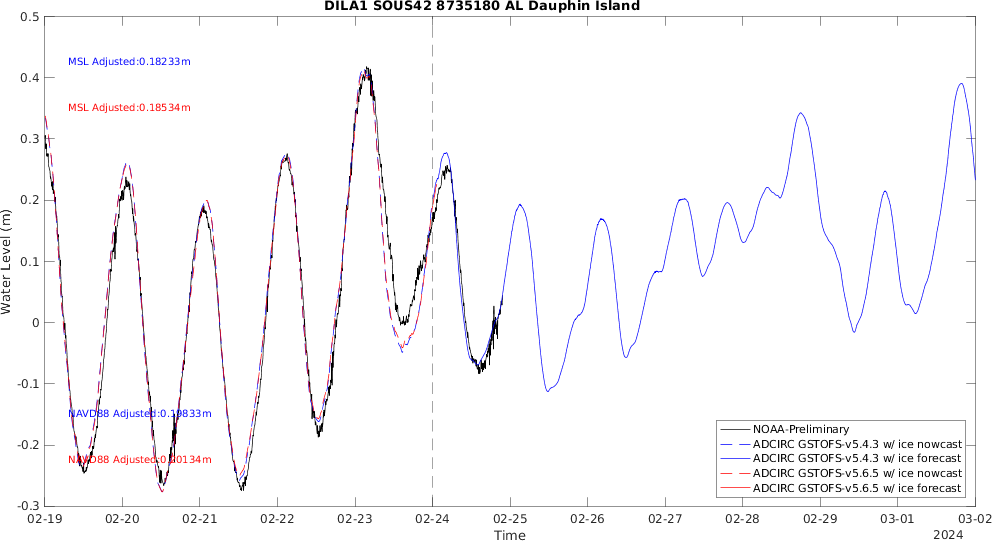 DILA1 SOUS42 8735180 AL Dauphin Island
Water Level (m)
0.5
0.4
0.3
0.2
0.1
0
-0.1
-0.2
-0.3
MSL Adjusted:0.18233m
MSL Adjusted:0.18534m
NAVD88 Adjusted:0.19833m
NAVD88 Adjusted:0.20134m
NOAA-Preliminary
ADCIRC GSTOFS-v5.4.3 w/ ice nowcast
ADCIRC GSTOFS-v5.4.3 w/ ice forecast
ADCIRC GSTOFS-v5.6.5 w/ ice nowcast
ADCIRC GSTOFS-v5.6.5 w/ ice forecast
02-19 02-20 02-21 02-22 02-23 02-24 02-25 02-26 02-27 02-28 02-29 03-01 03-02
Time
2024